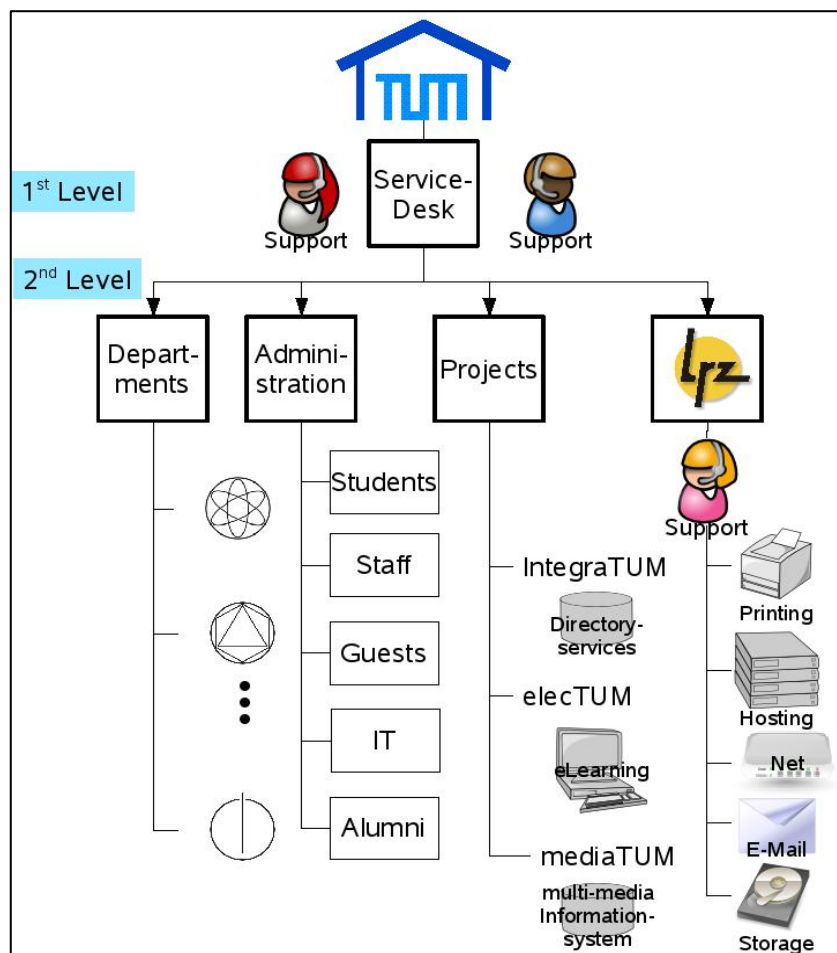 TUM
1st Level
Service-
Desk
Support
Support
2nd Level
Depart-
ments
Admini-
stration
Projects
lrz
Students
Staff
Guests
IT
Alumni
IntegraTUM
Directory-
services
elecTUM
eLearning
mediaTUM
multi-media
Information-
system
Support
Printing
Hosting
Net
E-Mail
Storage